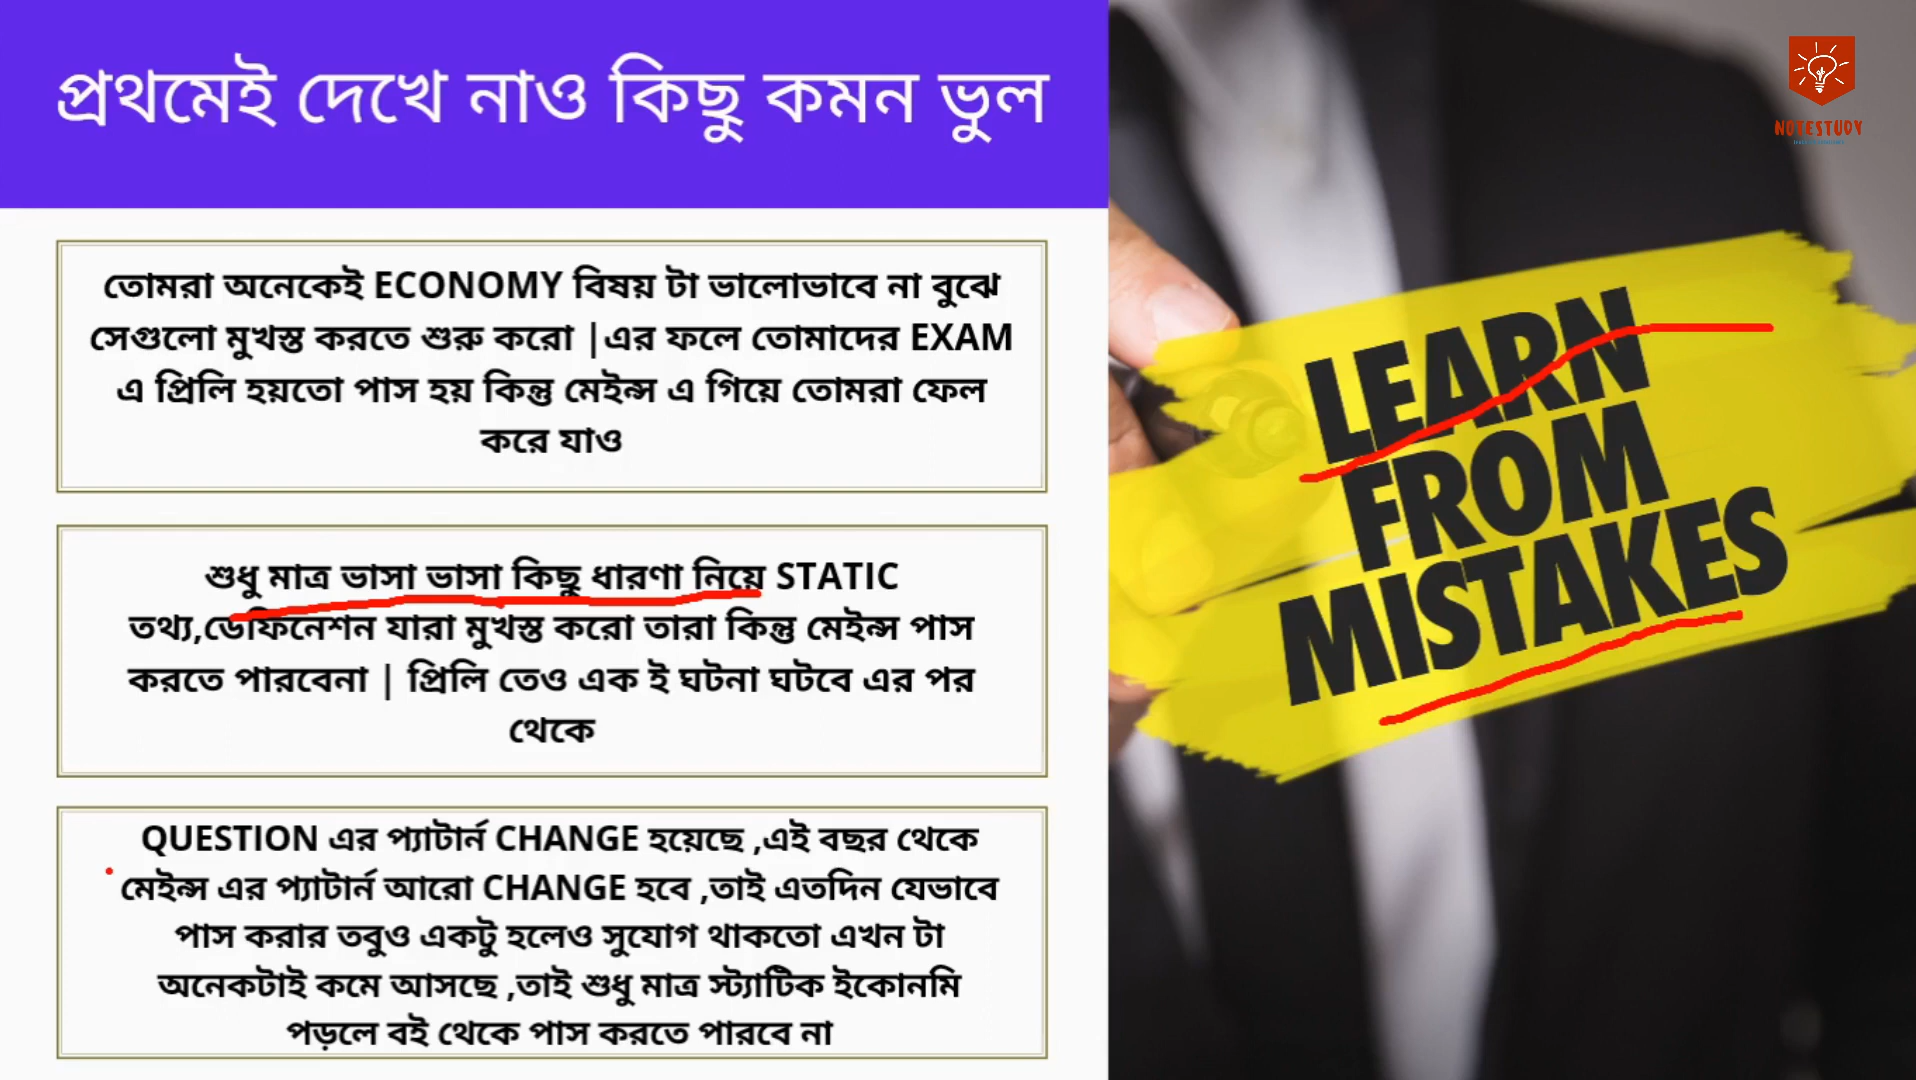 প্রথমেই দেখে নাও কিছু কমন ভুল
তোমরা অনেকেই ECONOMY বিষয় টা ভালোভাবে না বুঝে
সেগুলো মুখস্ত করতে শুরু করো |এর ফলে তোমাদের EXAM
এ প্রিলি হয়তো পাস হয় কিন্তু মেইন্স এ গিয়ে তোমরা ফেল
করে যাও
শুধু মাত্র ভাসা ভাসা কিছু ধারণা নিয়ে STATIC
তথ্য,ডেফিনেশন যারা মুখস্ত করো তারা কিন্তু মেইন্স পাস
করতে পারবেনা | প্রিলি তেও এক ই ঘটনা ঘটবে এর পর
থেকে
QUESTION এর প্যাটার্ন CHANGE হয়েছে ,এই বছর থেকে
মেইন্স এর প্যাটার্ন আরো CHANGE হবে ,তাই এতদিন যেভাবে
পাস করার তবুও একটু হলেও সুযোগ থাকতো এখন টা
অনেকটাই কমে আসছে ,তাই শুধু মাত্র স্ট্যাটিক ইকোনমি
পড়লে বই থেকে পাস করতে পারবে না
LEARN
FROM
MISTAKES
NOTESTUDY